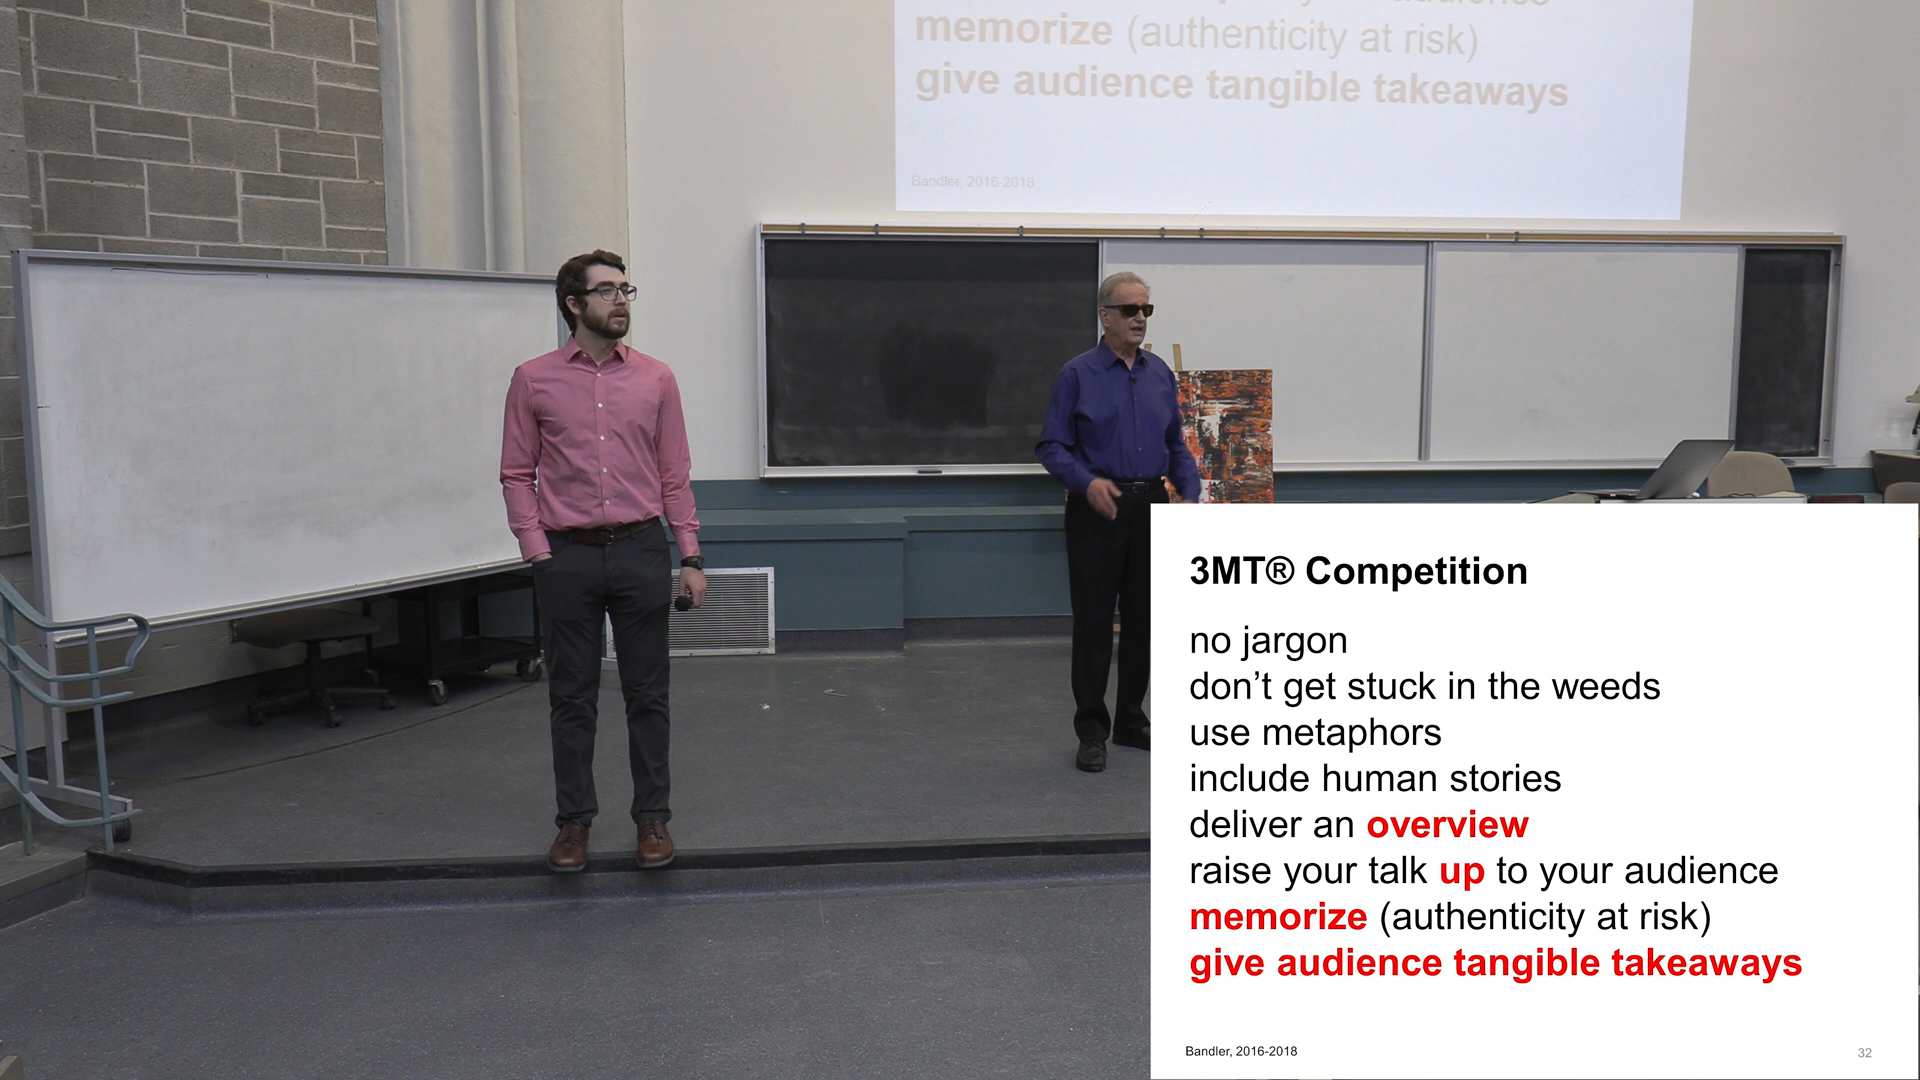 audience
memorize (authenticity at risk)
give audience tangible takeaways
Bandler, 2016-2018
3MT® Competition
no jargon
don’t get stuck in the weeds
use metaphors
include human stories
deliver an overview
raise your talk up to your audience
memorize (authenticity at risk)
give audience tangible takeaways
Bandler, 2016-2018
32